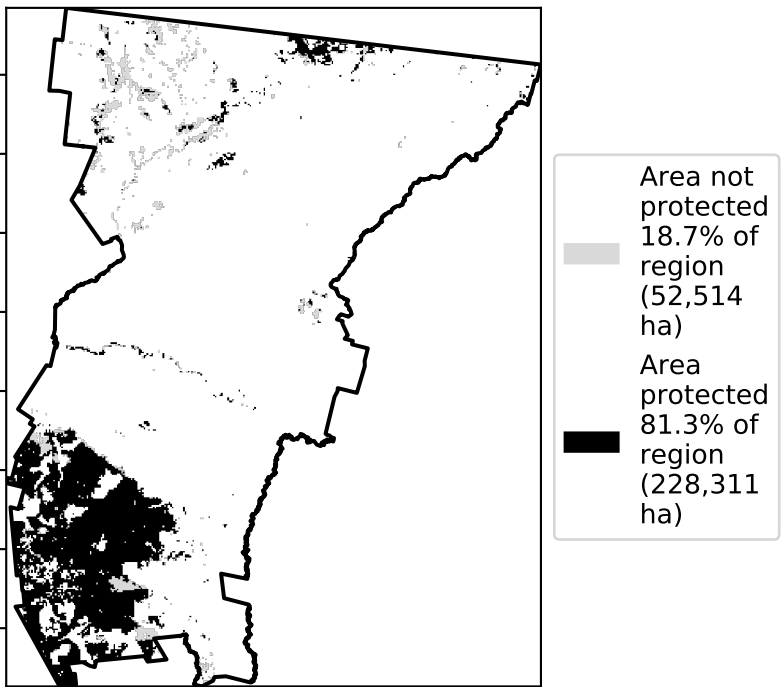 Area not
protected
18.7% of
region
(52,514
ha)
Area
protected
81.3% of
region
(228,311
ha)